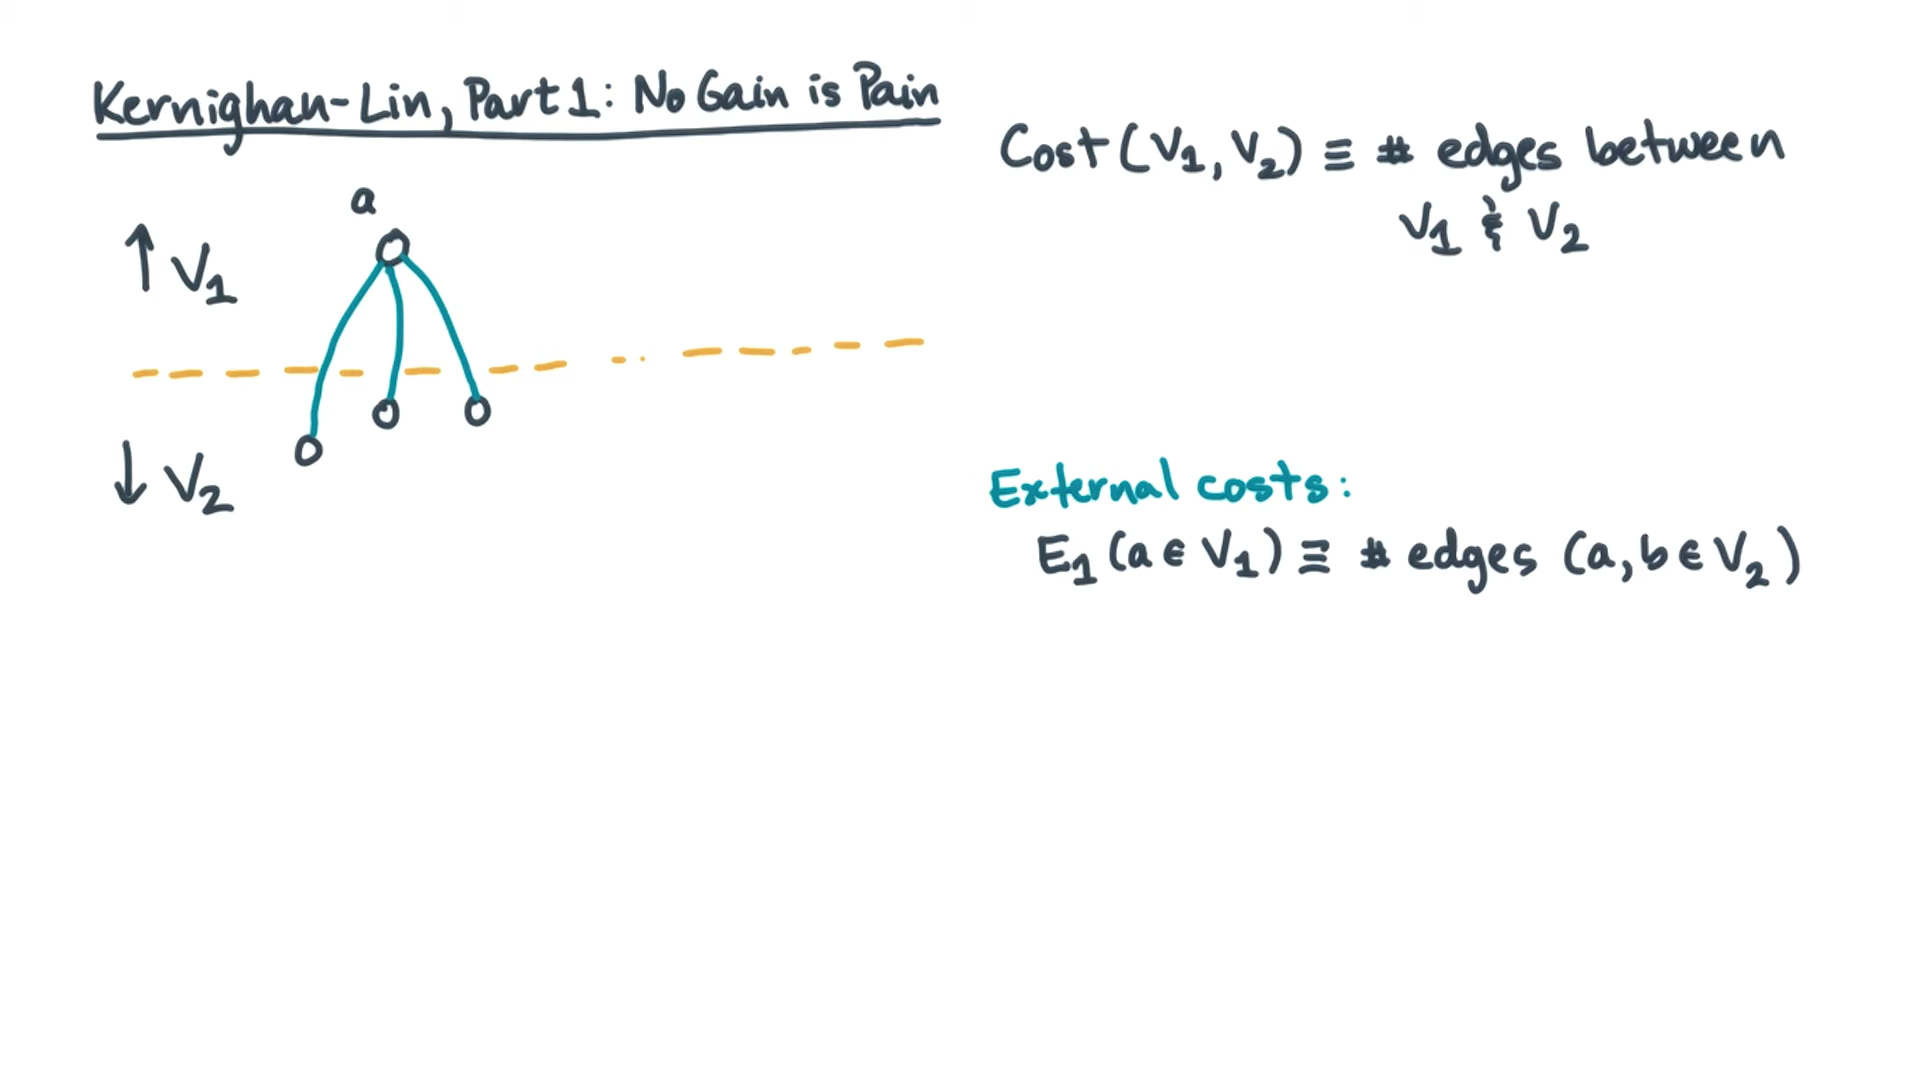 Kernighan-Lin, Part 1: No Gain is Pain
Cost(V₁, V₂) ≡ # edges between
V₁ & V₂
a
↑ V₁
↓ V₂
External costs:
E₁(a ∈ V₁) ≡ # edges (a, b ∈ V₂)